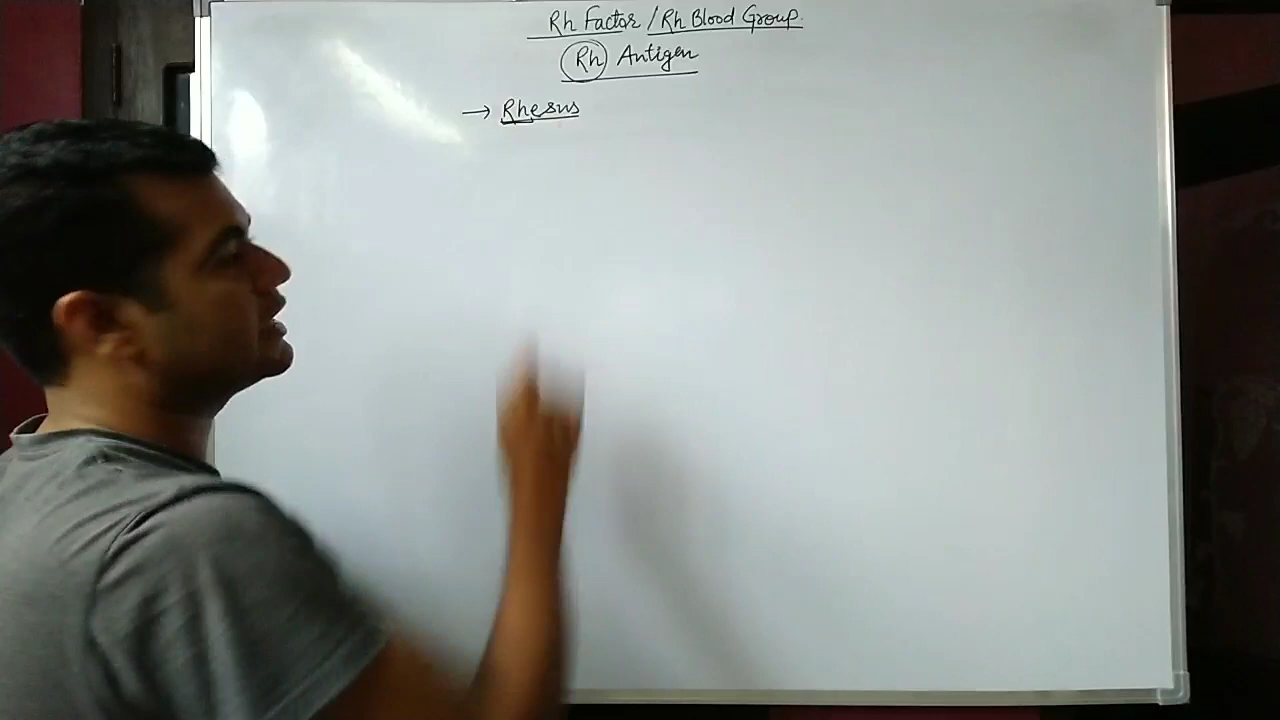 Rh Factor / Rh Blood Group.
Rh Antigen
→ Rhesus